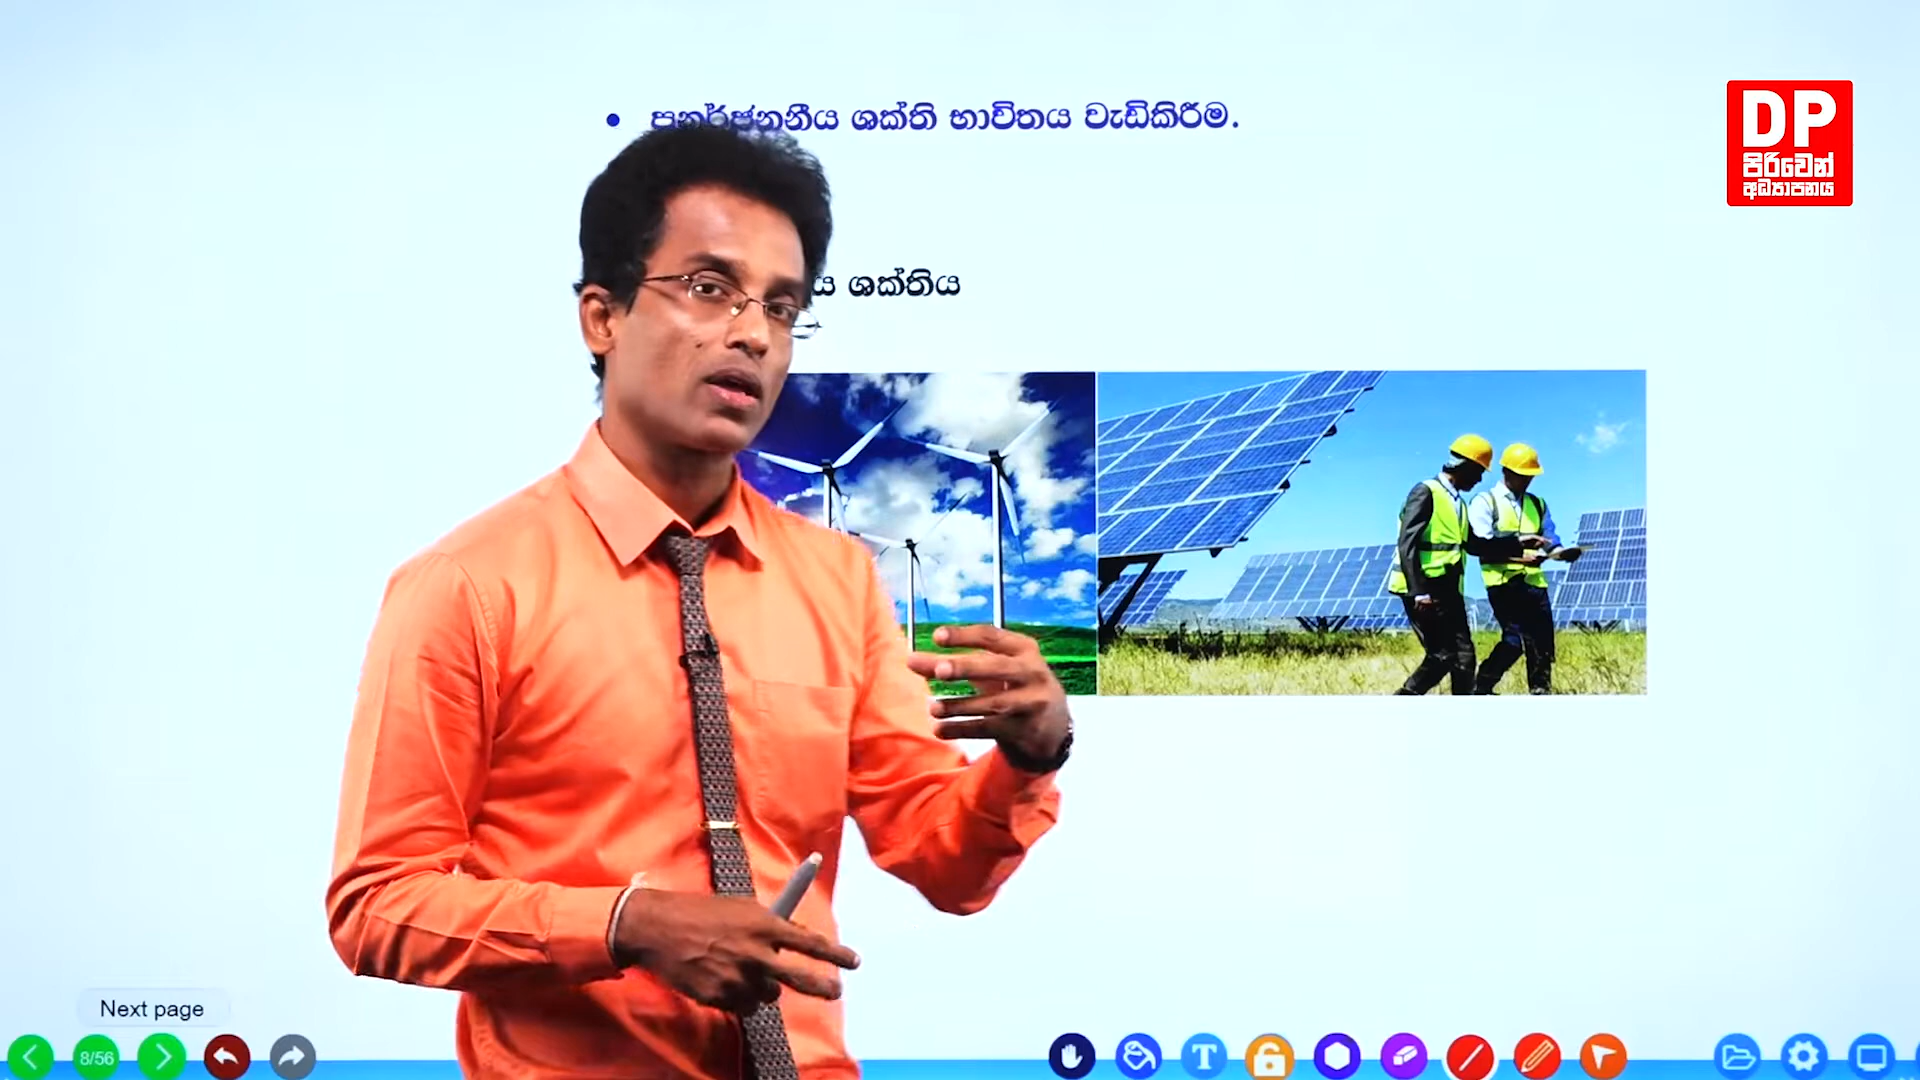 • පුනර්ජනනීය ශක්ති භාවිතය වැඩිකිරීම.
DP
පිරිවෙන්
අධ්‍යාපනය
ය ශක්තිය
Next page
8/56
T